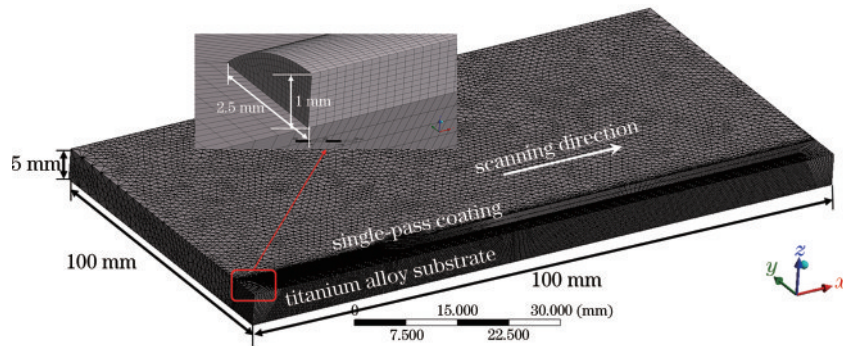 2.5 mm
1 mm
scanning direction
5 mm
single-pass coating
100 mm
titanium alloy substrate
100 mm
z
y
x
0 15.000 30.000 (mm)
7.500 22.500